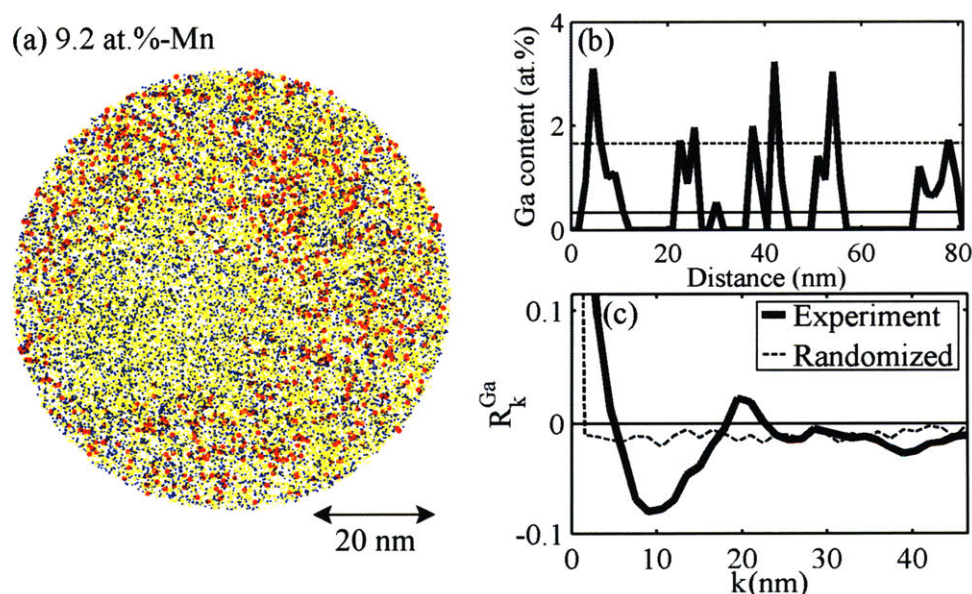 (a) 9.2 at.%-Mn
20 nm
(b)
Ga content (at.%)
4
2
0
0 20 40 60 80
Distance (nm)
(c)
Experiment
Randomized
R_k^Ga
0.1
0
-0.1
0 10 20 30 40
k(nm)